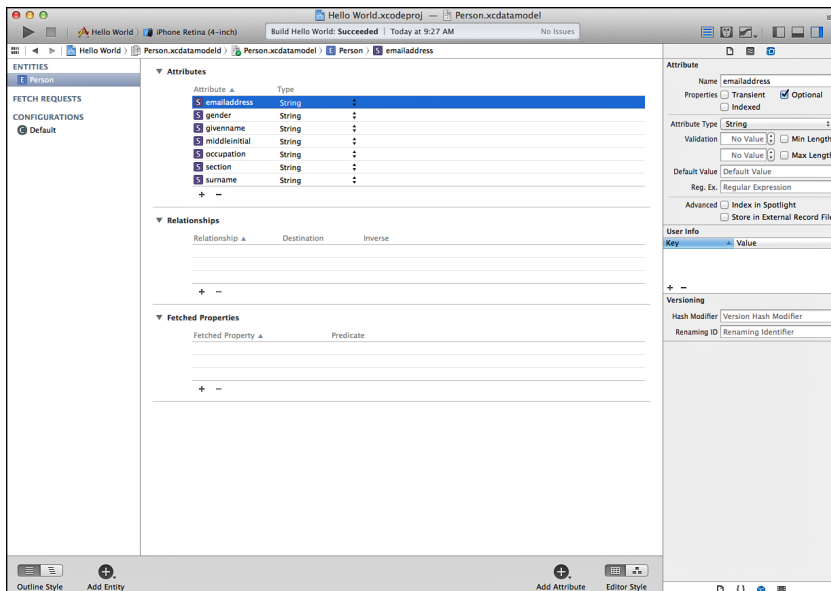 Hello World.xcodeproj — Person.xcdatamodel
Hello World iPhone Retina (4-inch) Build Hello World: Succeeded | Today at 9:27 AM No Issues
Hello World Person.xcdatamodeld Person.xcdatamodel E Person S emailaddress
ENTITIES
E Person
FETCH REQUESTS
CONFIGURATIONS
C Default
Attributes
Attribute Type
S emailaddress String
S gender String
S givenname String
S middleinitial String
S occupation String
S section String
S surname String
+ −
Relationships
Relationship Destination Inverse
+ −
Fetched Properties
Fetched Property Predicate
+ −
Attribute
Name emailaddress
Properties Transient Optional
Indexed
Attribute Type String
Validation No Value Min Length
No Value Max Length
Default Value Default Value
Reg. Ex. Regular Expression
Advanced Index in Spotlight
Store in External Record File
User Info
Key Value
+ −
Versioning
Hash Modifier Version Hash Modifier
Renaming ID Renaming Identifier
Outline Style Add Entity Add Attribute Editor Style
{ }